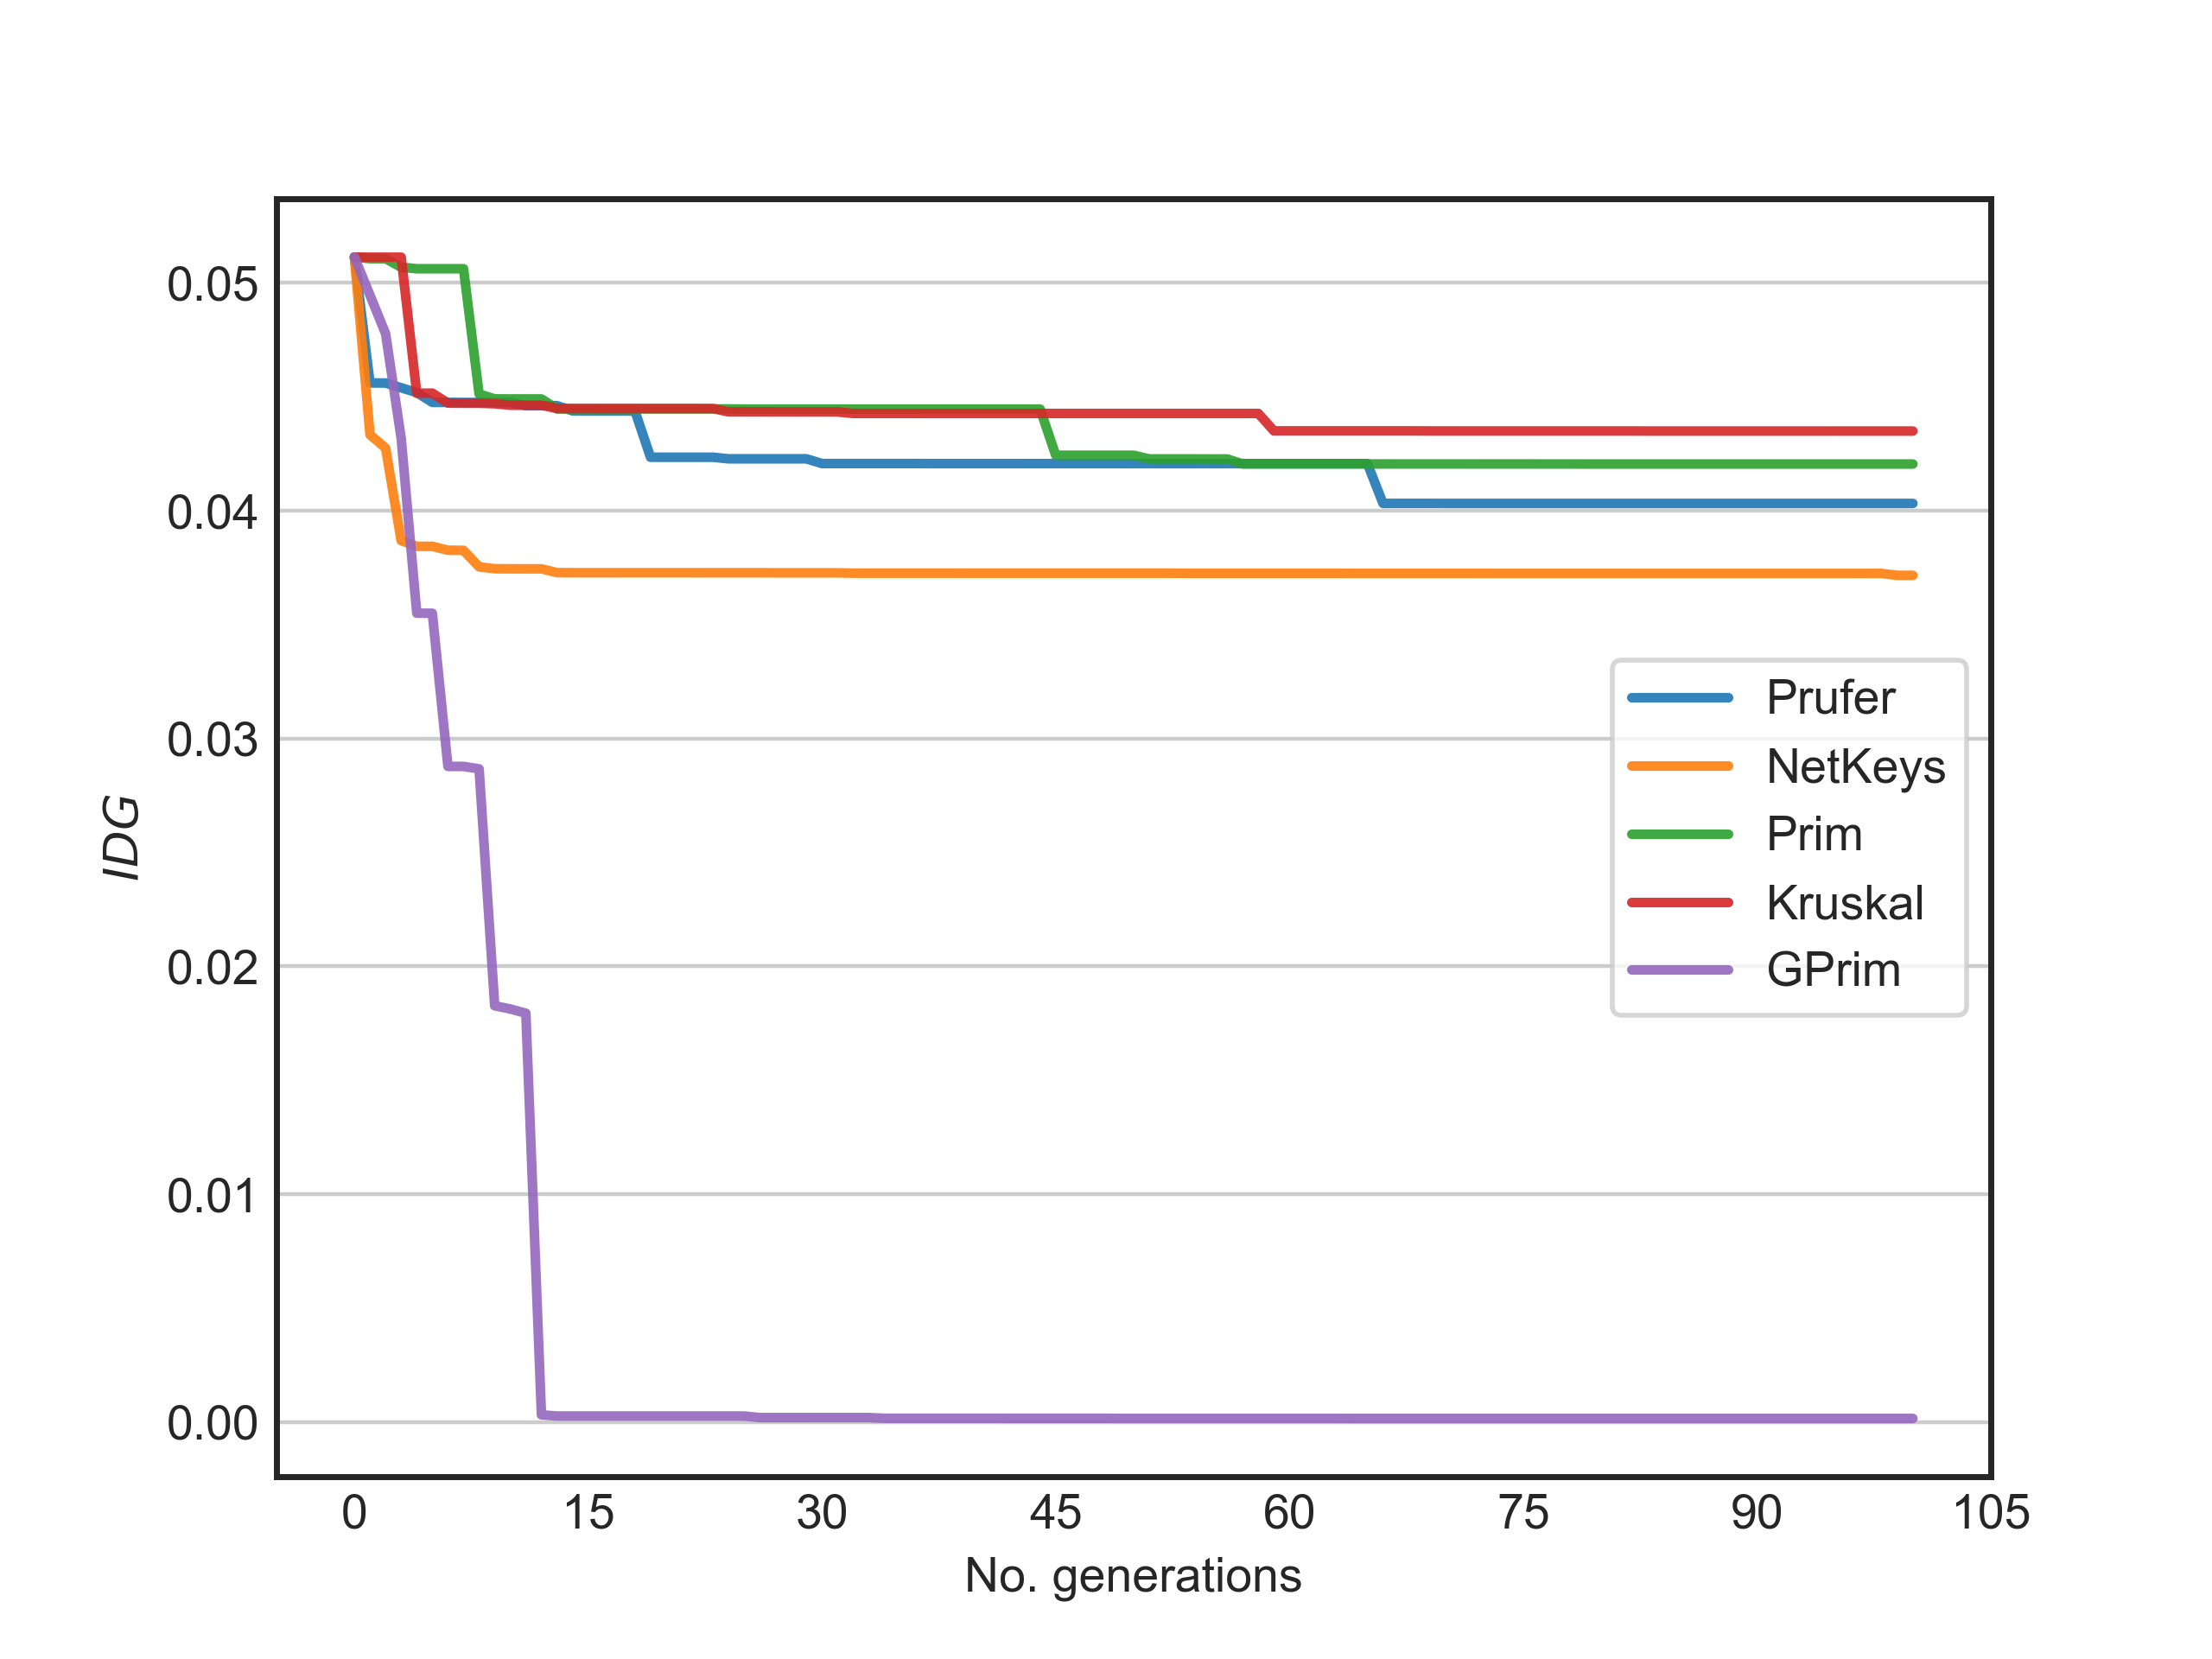 0.05
0.04
0.03
0.02
0.01
0.00
IDG
0 15 30 45 60 75 90 105
No. generations
Prufer
NetKeys
Prim
Kruskal
GPrim